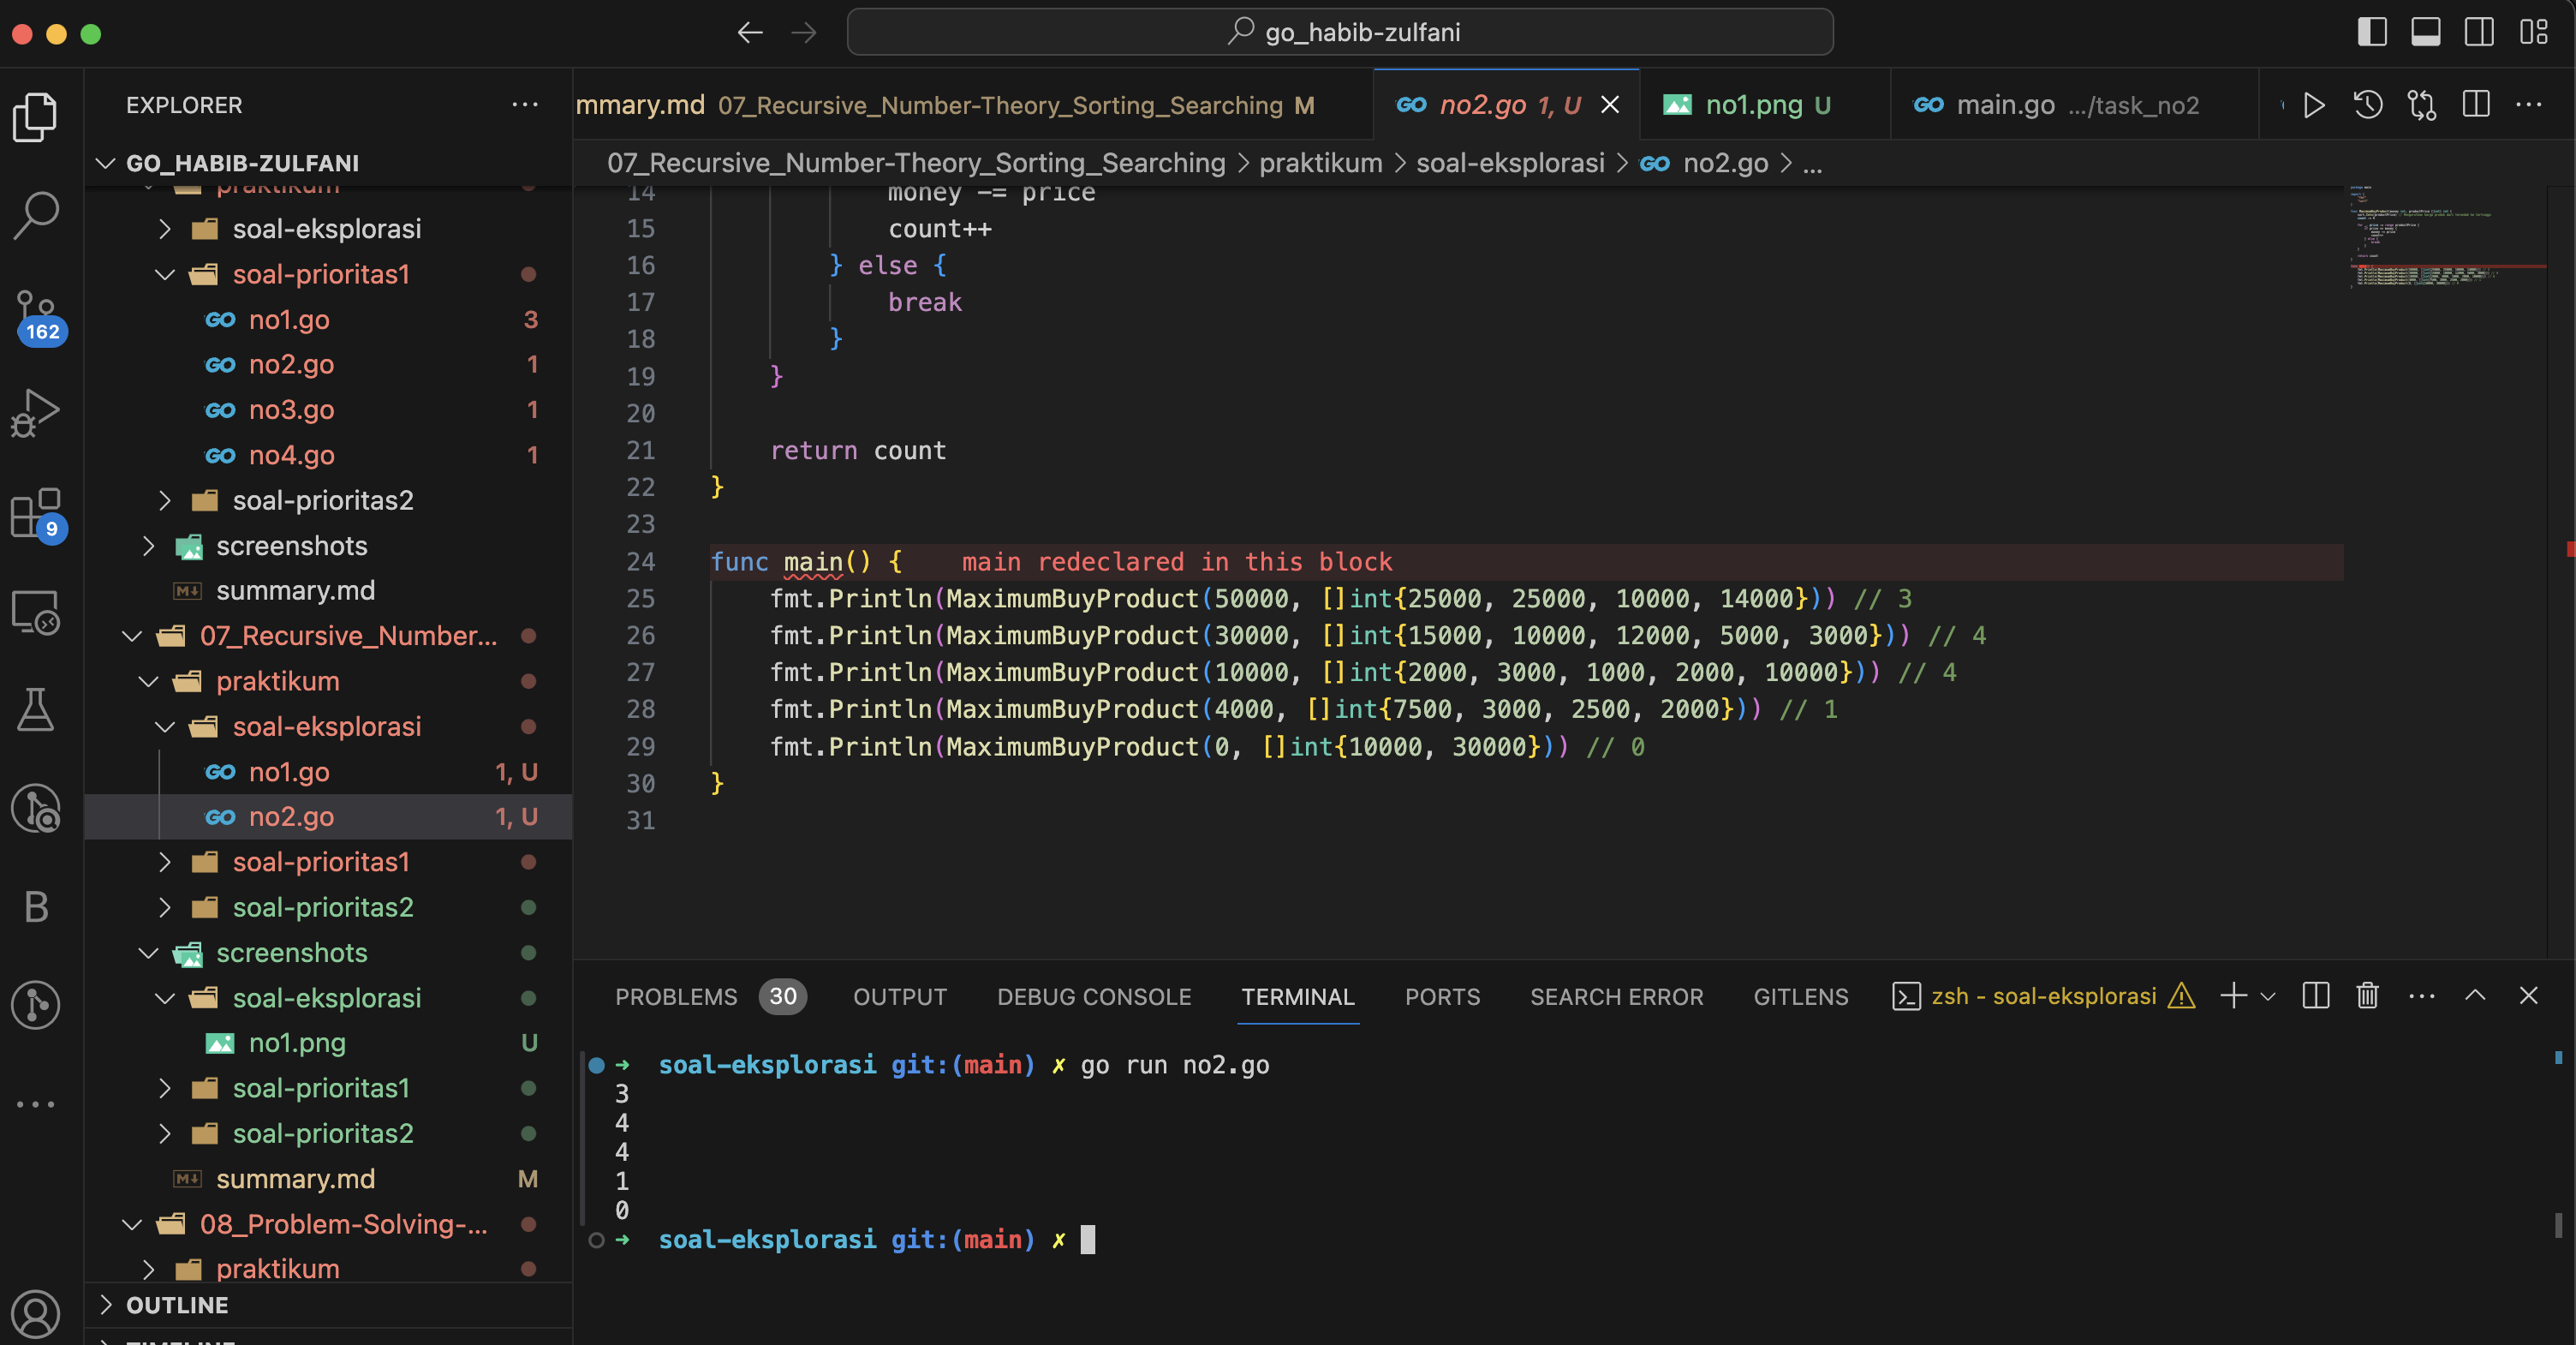 go_habib-zulfani
EXPLORER
GO_HABIB-ZULFANI
praktikum
soal-eksplorasi
soal-prioritas1
no1.go 3
no2.go 1
no3.go 1
no4.go 1
soal-prioritas2
screenshots
summary.md
07_Recursive_Number...
praktikum
soal-eksplorasi
no1.go 1, U
no2.go 1, U
soal-prioritas1
soal-prioritas2
screenshots
soal-eksplorasi
no1.png U
soal-prioritas1
soal-prioritas2
summary.md M
08_Problem-Solving-...
praktikum
OUTLINE
TIMELINE
162
9
B
mmary.md 07_Recursive_Number-Theory_Sorting_Searching M
no2.go 1, U
no1.png U
main.go .../task_no2
07_Recursive_Number-Theory_Sorting_Searching > praktikum > soal-eksplorasi > no2.go > ...
14 money -= price
15 count++
16 } else {
17 break
18 }
19 }
20
21 return count
22 }
23
24 func main() { main redeclared in this block
25 fmt.Println(MaximumBuyProduct(50000, []int{25000, 25000, 10000, 14000})) // 3
26 fmt.Println(MaximumBuyProduct(30000, []int{15000, 10000, 12000, 5000, 3000})) // 4
27 fmt.Println(MaximumBuyProduct(10000, []int{2000, 3000, 1000, 2000, 10000})) // 4
28 fmt.Println(MaximumBuyProduct(4000, []int{7500, 3000, 2500, 2000})) // 1
29 fmt.Println(MaximumBuyProduct(0, []int{10000, 30000})) // 0
30 }
31
PROBLEMS 30 OUTPUT DEBUG CONSOLE TERMINAL PORTS SEARCH ERROR GITLENS zsh - soal-eksplorasi
➜ soal-eksplorasi git:(main) ✗ go run no2.go
3
4
4
1
0
➜ soal-eksplorasi git:(main) ✗